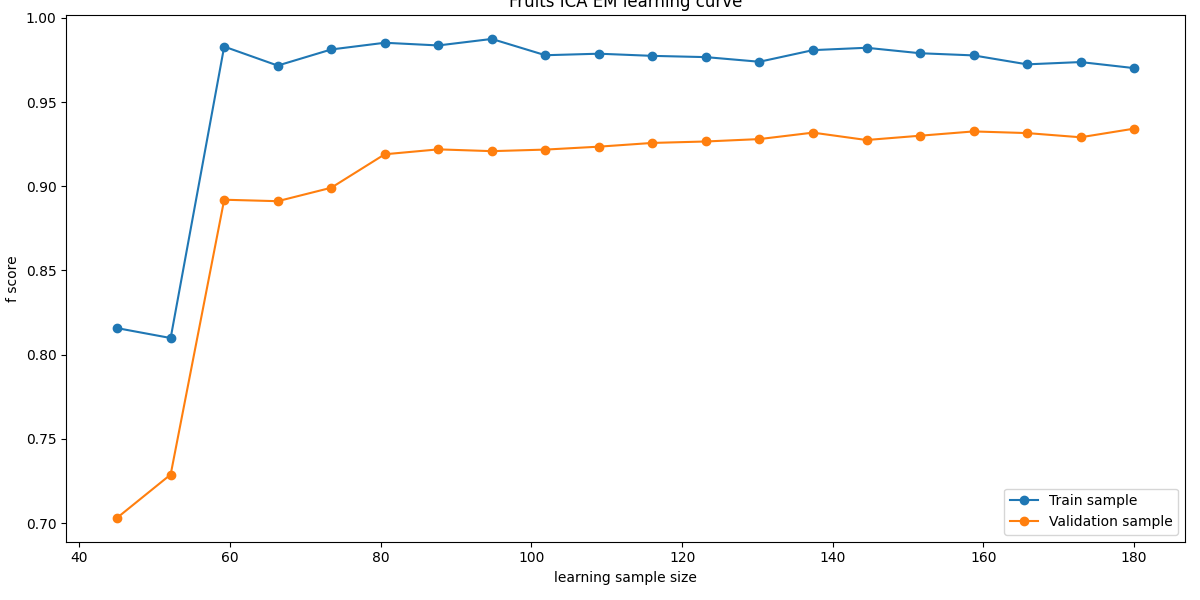 Fruits ICA EM learning curve
1.00
0.95
0.90
0.85
0.80
0.75
0.70
f score
40 60 80 100 120 140 160 180
learning sample size
Train sample
Validation sample